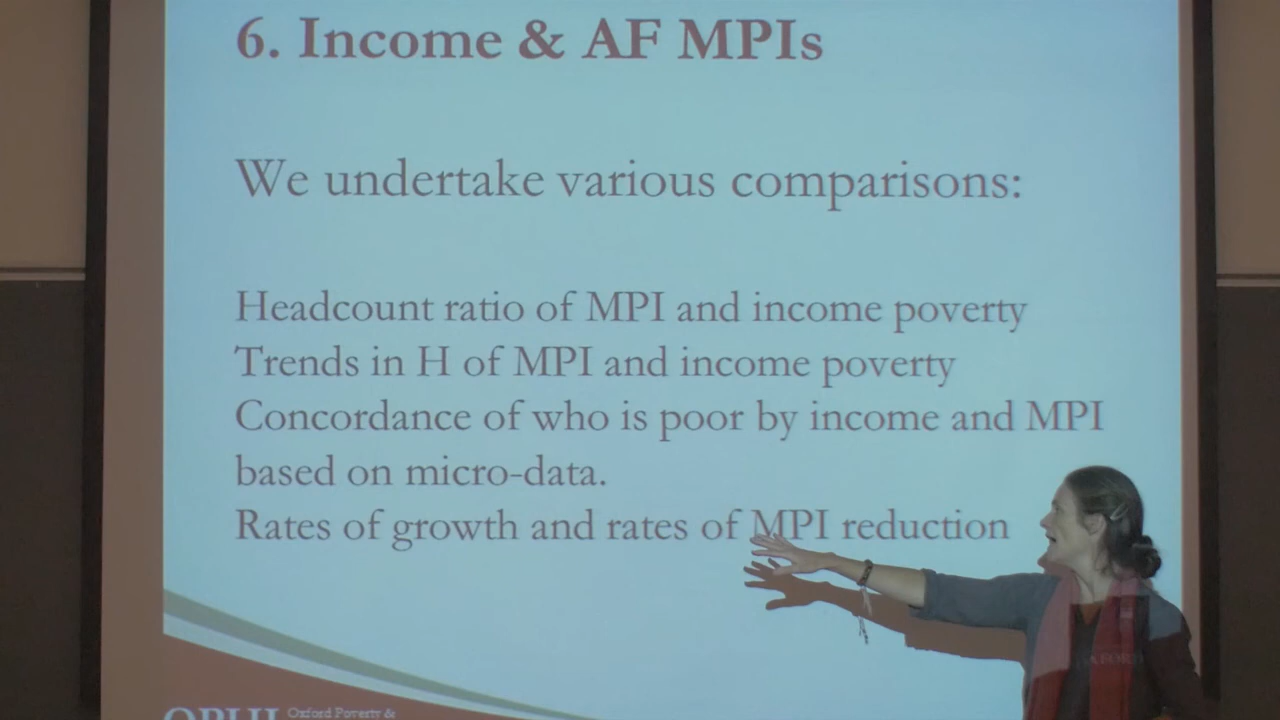 6. Income & AF MPIs
We undertake various comparisons:
Headcount ratio of MPI and income poverty
Trends in H of MPI and income poverty
Concordance of who is poor by income and MPI
based on micro-data.
Rates of growth and rates of MPI reduction
OPHI
Oxford Poverty &